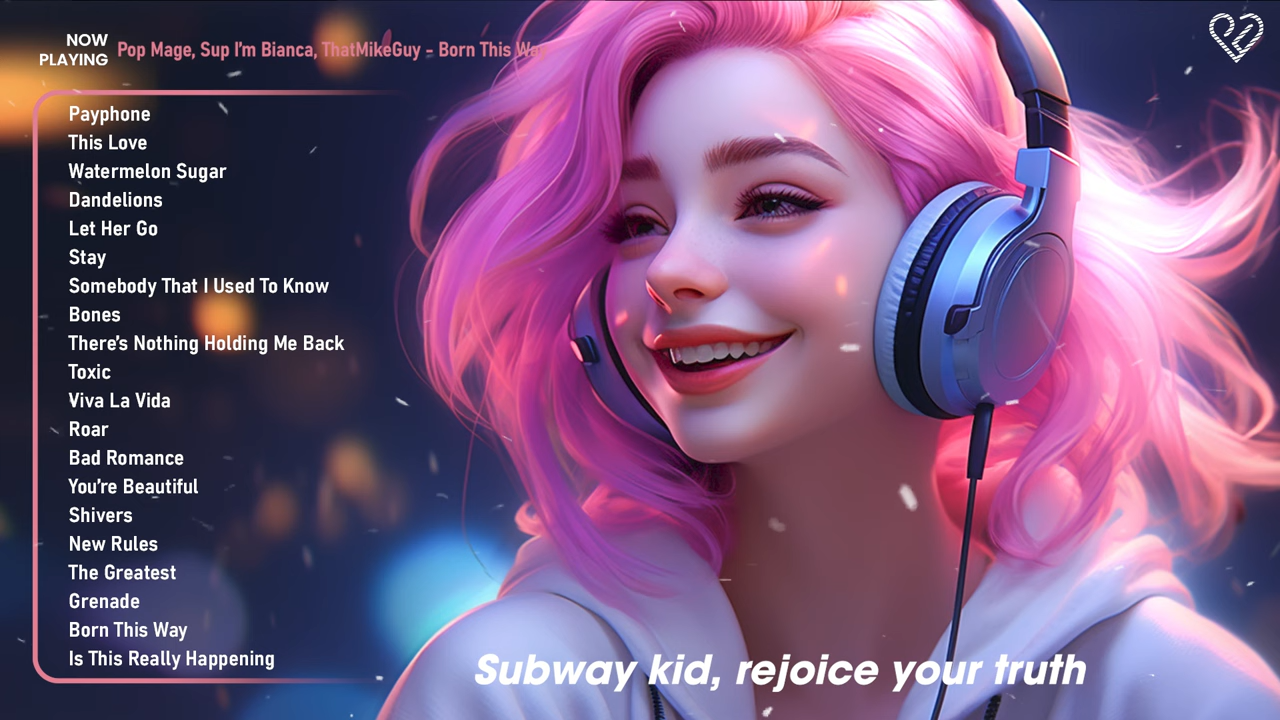 NOW
PLAYING
Pop Mage, Sup I'm Bianca, ThatMikeGuy - Born This Way
Payphone
This Love
Watermelon Sugar
Dandelions
Let Her Go
Stay
Somebody That I Used To Know
Bones
There's Nothing Holding Me Back
Toxic
Viva La Vida
Roar
Bad Romance
You're Beautiful
Shivers
New Rules
The Greatest
Grenade
Born This Way
Is This Really Happening
Subway kid, rejoice your truth